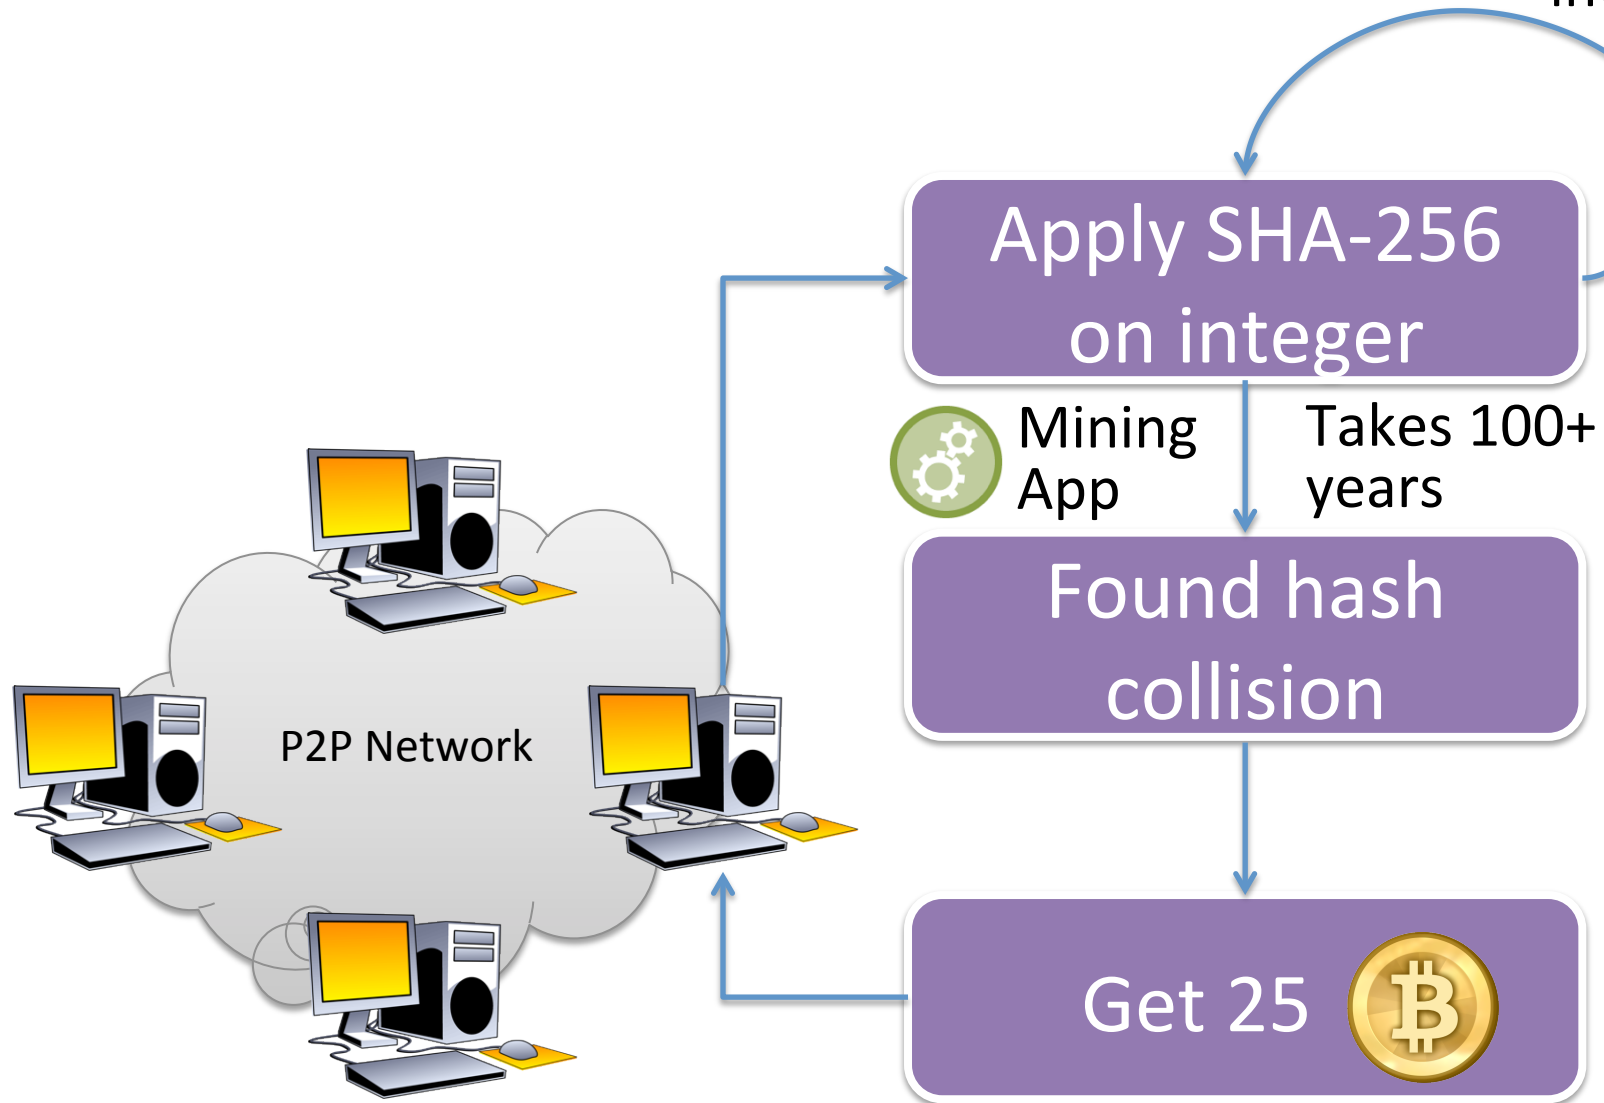 Apply SHA-256
on integer
Mining
App
Takes 100+
years
Found hash
collision
P2P Network
Get 25